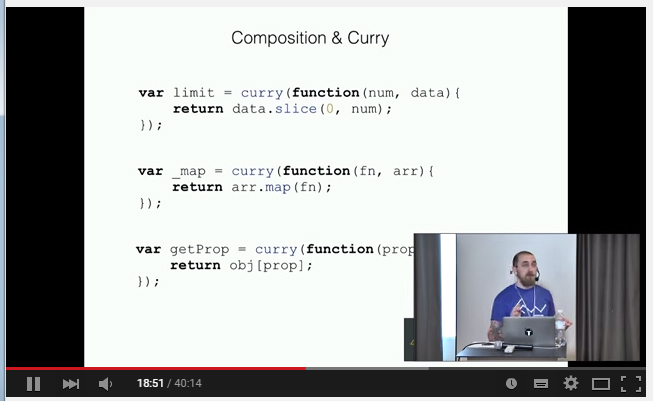 Composition & Curry
var limit = curry(function(num, data){
return data.slice(0, num);
});
var _map = curry(function(fn, arr){
return arr.map(fn);
});
var getProp = curry(function(prop
return obj[prop];
});
18:51 / 40:14